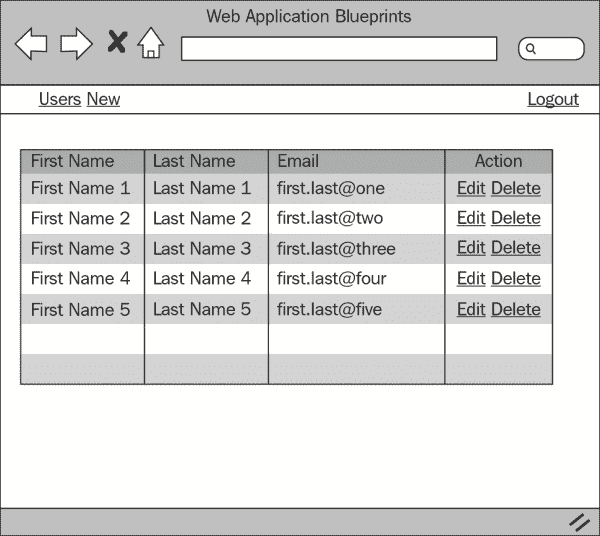 Web Application Blueprints
Users New Logout
First Name Last Name Email Action
First Name 1 Last Name 1 first.last@one Edit Delete
First Name 2 Last Name 2 first.last@two Edit Delete
First Name 3 Last Name 3 first.last@three Edit Delete
First Name 4 Last Name 4 first.last@four Edit Delete
First Name 5 Last Name 5 first.last@five Edit Delete